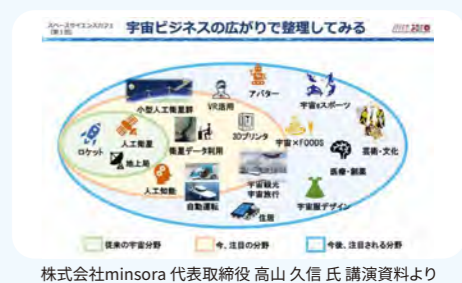 スペースサイエンスカフェ
(第1回)
宇宙ビジネスの広がりで整理してみる
小型人工衛星群
VR活用
アバター
宇宙eスポーツ
ロケット
人工衛星
地上局
衛星データ利用
3Dプリンタ
宇宙×FOODS
芸術・文化
人工知能
自動運転
宇宙観光
宇宙旅行
医療・創薬
住居
宇宙服デザイン
従来の宇宙分野
今、注目の分野
今後、注目される分野
株式会社minsora 代表取締役 高山 久信 氏 講演資料より